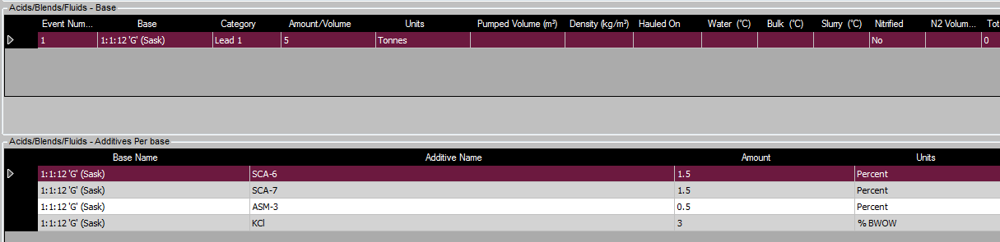 Acids/Blends/Fluids - Base
Event Num... Base Category Amount/Volume Units Pumped Volume (m³) Density (kg/m³) Hauled On Water (°C) Bulk (°C) Slurry (°C) Nitrified N2 Volum... Tot
1 1:1:12 'G' (Sask) Lead 1 5 Tonnes No 0
Acids/Blends/Fluids - Additives Per base
Base Name Additive Name Amount Units
1:1:12 'G' (Sask) SCA-6 1.5 Percent
1:1:12 'G' (Sask) SCA-7 1.5 Percent
1:1:12 'G' (Sask) ASM-3 0.5 Percent
1:1:12 'G' (Sask) KCl 3 % BWOW